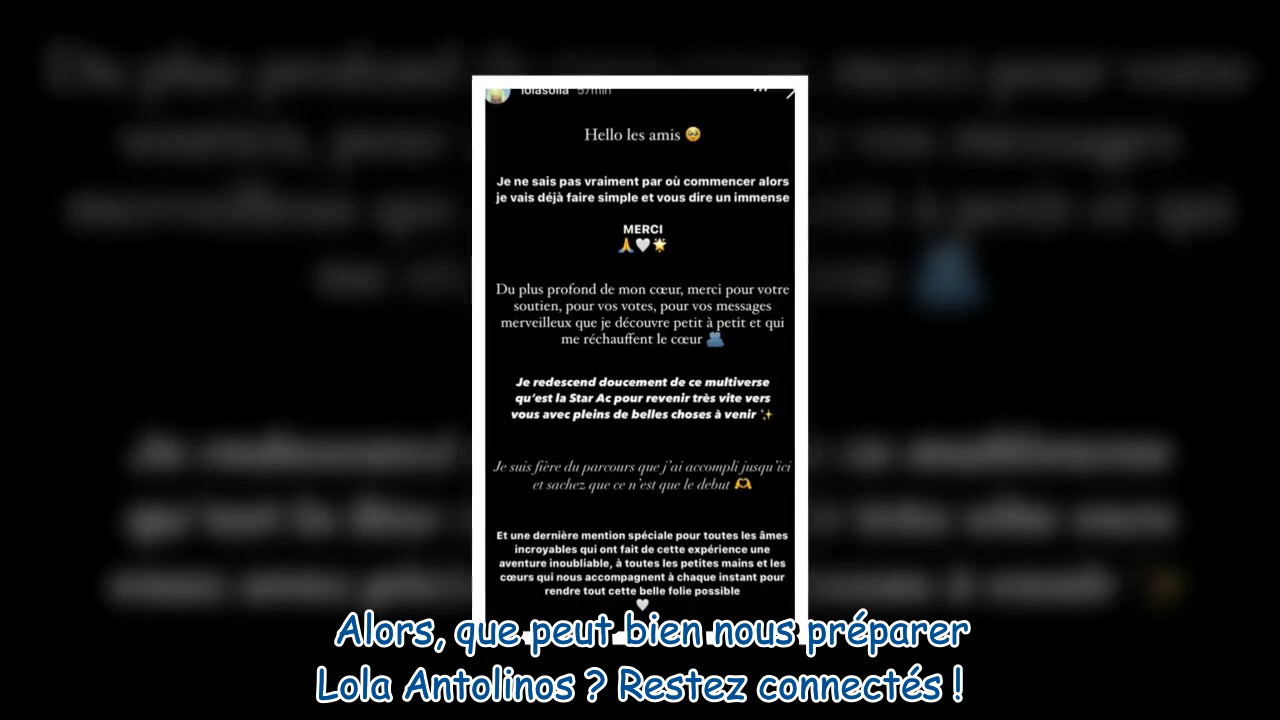 lolasolla 57min
Hello les amis 🥹
Je ne sais pas vraiment par où commencer alors
je vais déjà faire simple et vous dire un immense
MERCI
🙏🤍🌟
Du plus profond de mon cœur, merci pour votre
soutien, pour vos votes, pour vos messages
merveilleux que je découvre petit à petit et qui
me réchauffent le cœur 🫂
Je redescend doucement de ce multiverse
qu'est la Star Ac pour revenir très vite vers
vous avec pleins de belles choses à venir ✨
Je suis fière du parcours que j'ai accompli jusqu'ici
et sachez que ce n'est que le debut 🫶
Et une dernière mention spéciale pour toutes les âmes
incroyables qui ont fait de cette expérience une
aventure inoubliable, à toutes les petites mains et les
cœurs qui nous accompagnent à chaque instant pour
rendre tout cette belle folie possible
🤍
Alors, que peut bien nous préparer
Lola Antolinos ? Restez connectés !